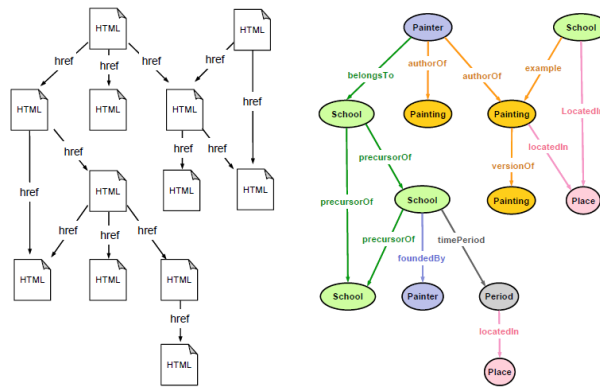 HTML
HTML
href
href
href
href
href
HTML
HTML
HTML
href
href
href
href
HTML
HTML
HTML
href
href
href
HTML
HTML
HTML
href
HTML
Painter
School
belongsTo
authorOf
authorOf
example
School
Painting
Painting
LocatedIn
precursorOf
locatedIn
versionOf
precursorOf
School
Painting
Place
precursorOf
timePeriod
foundedBy
School
Painter
Period
locatedIn
Place